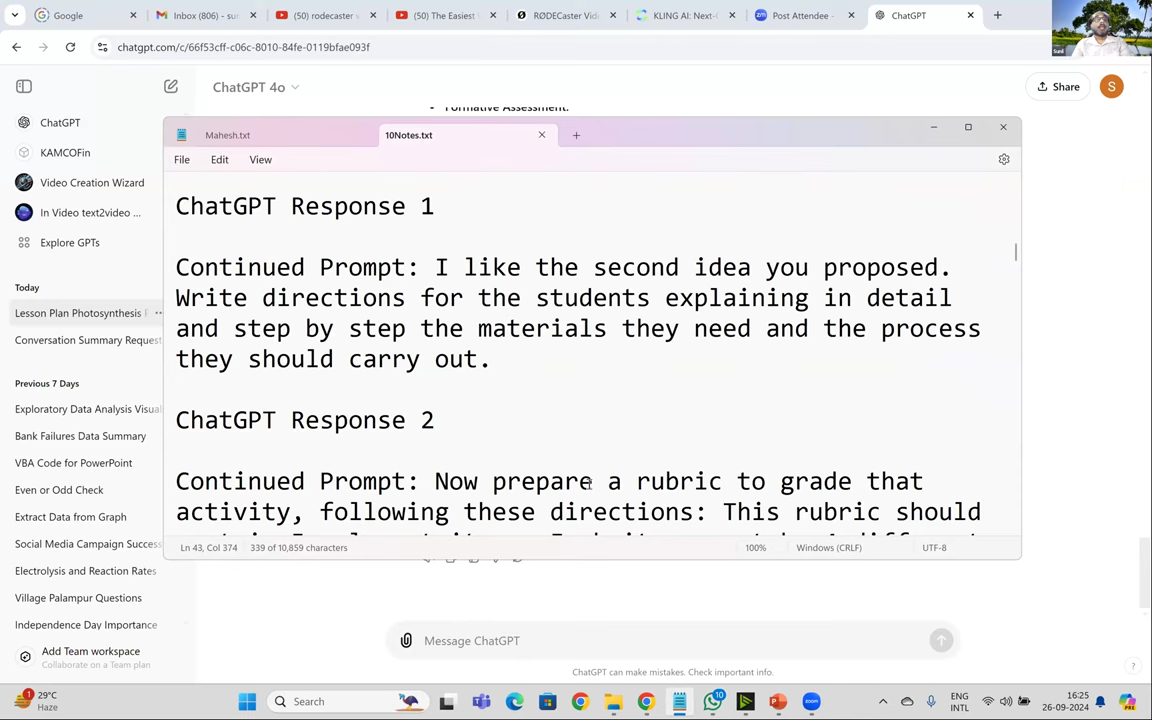 Google
Inbox (806) - sun
(50) rodecaster v
(50) The Easiest
RØDECaster Vid
KLING AI: Next-
Post Attendee -
ChatGPT
chatgpt.com/c/66f53cff-c06c-8010-84fe-0119bfae093f
Sunil
ChatGPT 4o
Share
S
Formative Assessment.
ChatGPT
KAMCOFin
Video Creation Wizard
In Video text2video ...
Explore GPTs
Today
Lesson Plan Photosynthesis
Conversation Summary Request
Previous 7 Days
Exploratory Data Analysis Visual
Bank Failures Data Summary
VBA Code for PowerPoint
Even or Odd Check
Extract Data from Graph
Social Media Campaign Success
Electrolysis and Reaction Rates
Village Palampur Questions
Independence Day Importance
Add Team workspace
Collaborate on a Team plan
Mahesh.txt
10Notes.txt
File Edit View
ChatGPT Response 1
Continued Prompt: I like the second idea you proposed.
Write directions for the students explaining in detail
and step by step the materials they need and the process
they should carry out.
ChatGPT Response 2
Continued Prompt: Now prepare a rubric to grade that
activity, following these directions: This rubric should
Ln 43, Col 374
339 of 10,859 characters
100%
Windows (CRLF)
UTF-8
Message ChatGPT
ChatGPT can make mistakes. Check important info.
?
1
29°C
Haze
Search
10
ENG
INTL
16:25
26-09-2024
PRE